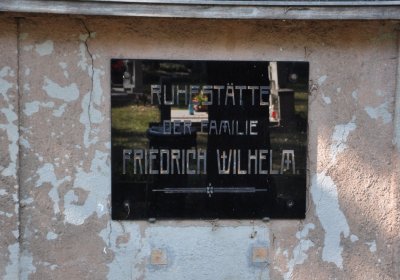 RUHESTÄTTE
DER FAMILIE
FRIEDRICH WILHELM